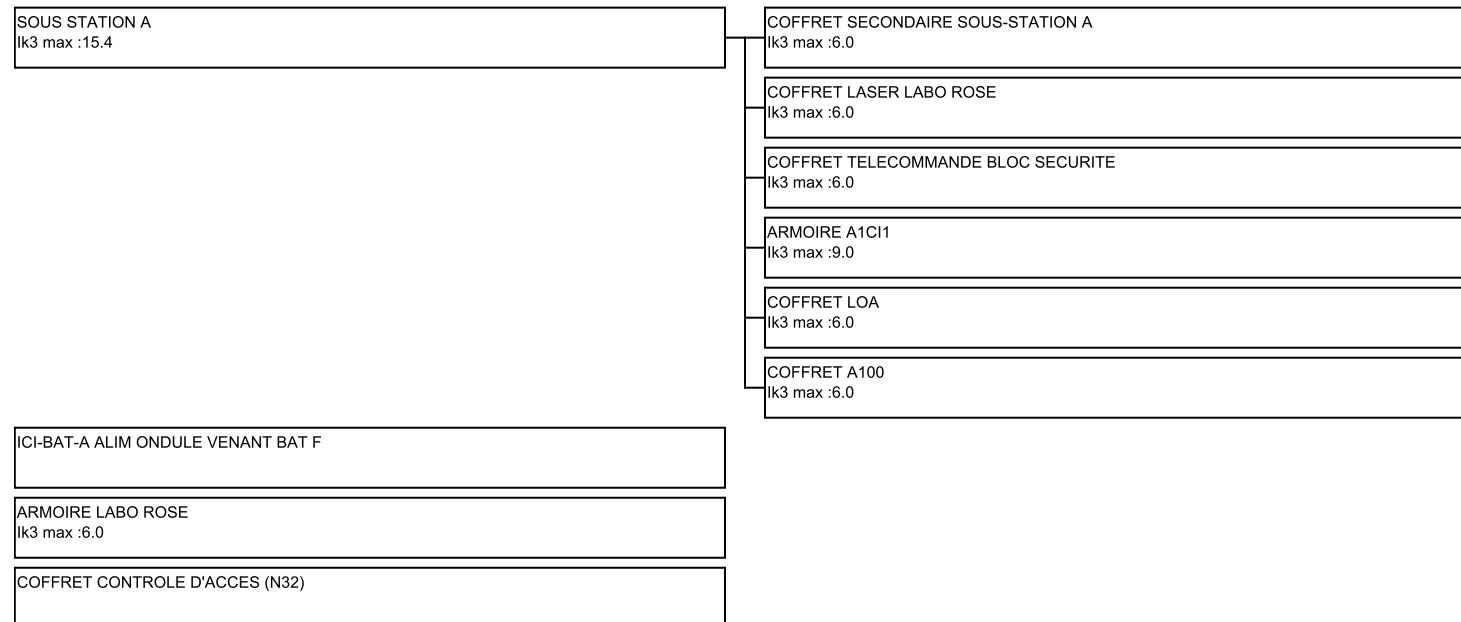 SOUS STATION A
Ik3 max :15.4
COFFRET SECONDAIRE SOUS-STATION A
Ik3 max :6.0
COFFRET LASER LABO ROSE
Ik3 max :6.0
COFFRET TELECOMMANDE BLOC SECURITE
Ik3 max :6.0
ARMOIRE A1CI1
Ik3 max :9.0
COFFRET LOA
Ik3 max :6.0
COFFRET A100
Ik3 max :6.0
ICI-BAT-A ALIM ONDULE VENANT BAT F
ARMOIRE LABO ROSE
Ik3 max :6.0
COFFRET CONTROLE D'ACCES (N32)